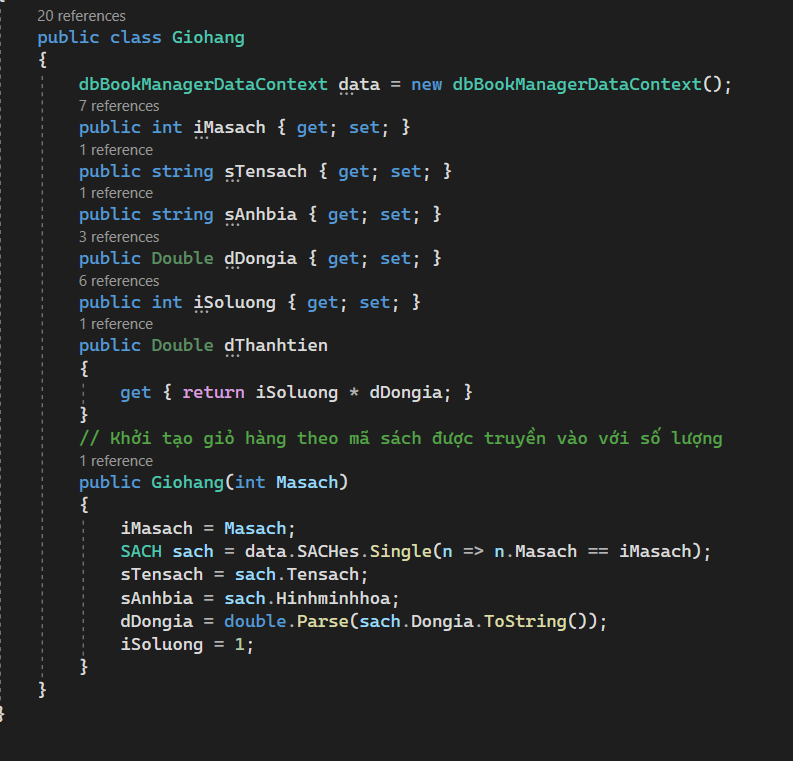 20 references
public class Giohang
{
dbBookManagerDataContext data = new dbBookManagerDataContext();
7 references
public int iMasach { get; set; }
1 reference
public string sTensach { get; set; }
1 reference
public string sAnhbia { get; set; }
3 references
public Double dDongia { get; set; }
6 references
public int iSoluong { get; set; }
1 reference
public Double dThanhtien
{
get { return iSoluong * dDongia; }
}
// Khởi tạo giỏ hàng theo mã sách được truyền vào với số lượng
1 reference
public Giohang(int Masach)
{
iMasach = Masach;
SACH sach = data.SACHes.Single(n => n.Masach == iMasach);
sTensach = sach.Tensach;
sAnhbia = sach.Hinhminhhoa;
dDongia = double.Parse(sach.Dongia.ToString());
iSoluong = 1;
}
}
}